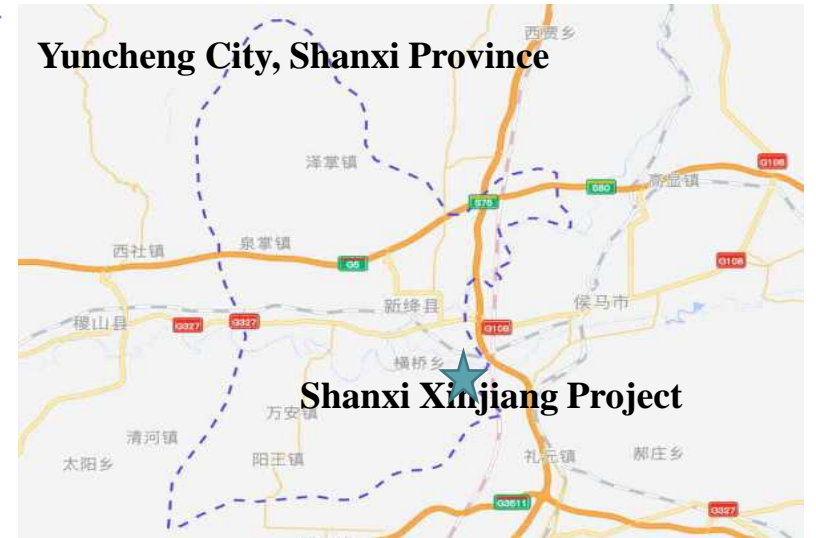 西贾乡
Yuncheng City, Shanxi Province
G108
泽掌镇
S80
高显镇
S75
泉掌镇
西社镇
G5
G108
新绛县
侯马市
稷山县
G327
G327
G108
横桥乡
Shanxi Xinjiang Project
万安镇
清河镇
太阳乡
阳王镇
礼元镇
郝庄乡
G3511
G327